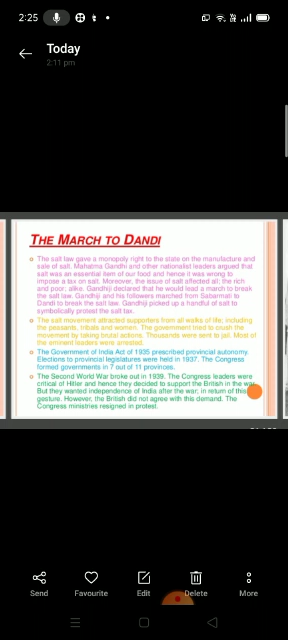 2:25
Today
2:11 pm
THE MARCH TO DANDI
The salt law gave a monopoly right to the state on the manufacture and
sale of salt. Mahatma Gandhi and other nationalist leaders argued that
salt was an essential item of our food and hence it was wrong to
impose a tax on salt. Moreover, the issue of salt affected all; the rich
and poor; alike. Gandhiji declared that he would lead a march to break
the salt law. Gandhiji and his followers marched from Sabarmati to
Dandi to break the salt law. Gandhiji picked up a handful of salt to
symbolically protest the salt tax.
The salt movement attracted supporters from all walks of life; including
the peasants, tribals and women. The government tried to crush the
movement by taking brutal actions. Thousands were sent to jail. Most of
the eminent leaders were arrested.
The Government of India Act of 1935 prescribed provincial autonomy.
Elections to provincial legislatures were held in 1937. The Congress
formed governments in 7 out of 11 provinces.
The Second World War broke out in 1939. The Congress leaders were
critical of Hitler and hence they decided to support the British in the war.
But they wanted independence of India after the war, in return of this
gesture. However, the British did not agree with this demand. The
Congress ministries resigned in protest.
Send Favourite Edit Delete More